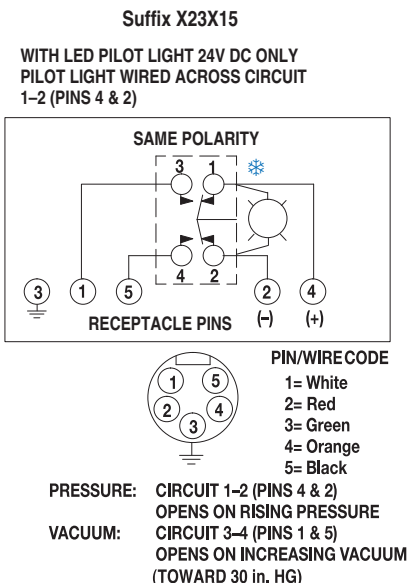 Suffix X23X15
WITH LED PILOT LIGHT 24V DC ONLY
PILOT LIGHT WIRED ACROSS CIRCUIT
1–2 (PINS 4 & 2)
SAME POLARITY
3 1
4 2
3 1 5 2 4
RECEPTACLE PINS (–) (+)
PIN/WIRE CODE
1 5
2 4
3
1= White
2= Red
3= Green
4= Orange
5= Black
PRESSURE: CIRCUIT 1–2 (PINS 4 & 2)
OPENS ON RISING PRESSURE
VACUUM: CIRCUIT 3–4 (PINS 1 & 5)
OPENS ON INCREASING VACUUM
(TOWARD 30 in. HG)